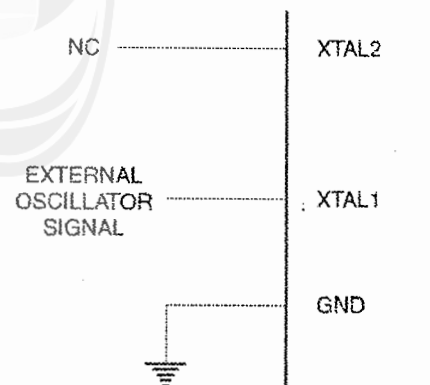 NC
XTAL2
EXTERNAL
OSCILLATOR
SIGNAL
XTAL1
GND